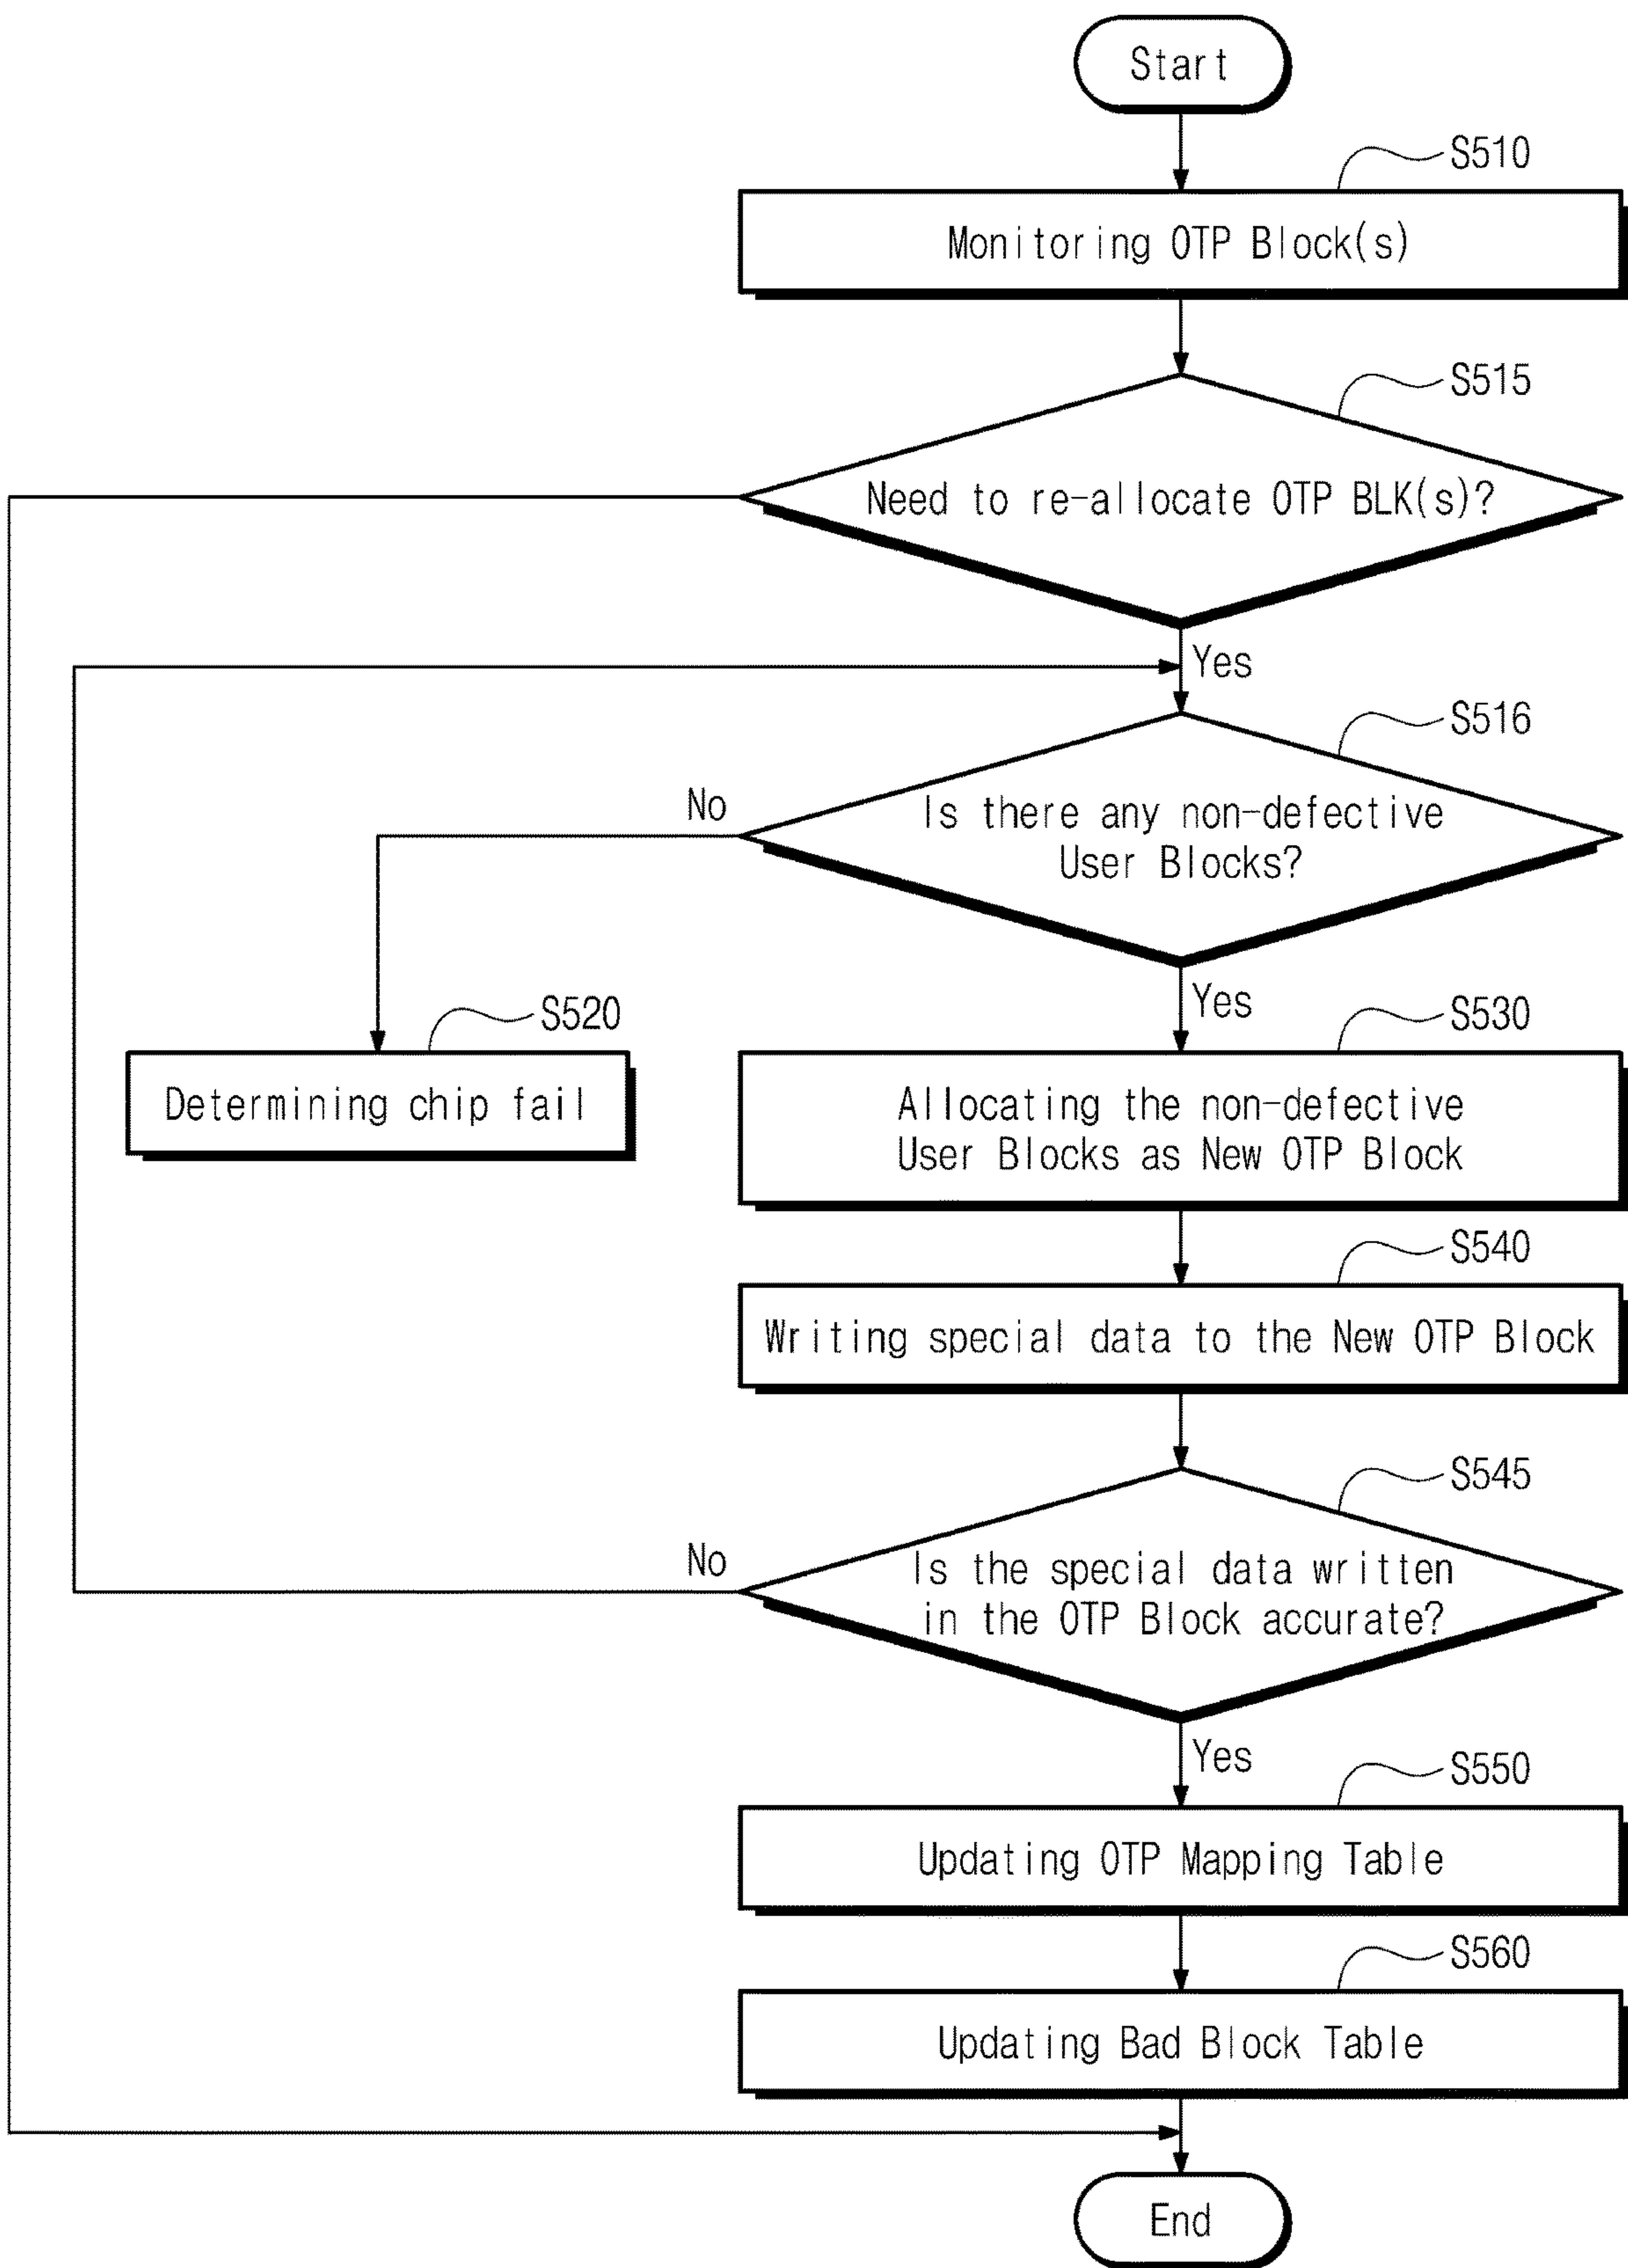 Start
S510
Monitoring OTP Block(s)
S515
Need to re-allocate OTP BLK(s)?
Yes
S516
No
Is there any non-defective
User Blocks?
Yes
S520
Determining chip fail
S530
Allocating the non-defective
User Blocks as New OTP Block
S540
Writing special data to the New OTP Block
S545
No
Is the special data written
in the OTP Block accurate?
Yes
S550
Updating OTP Mapping Table
S560
Updating Bad Block Table
End